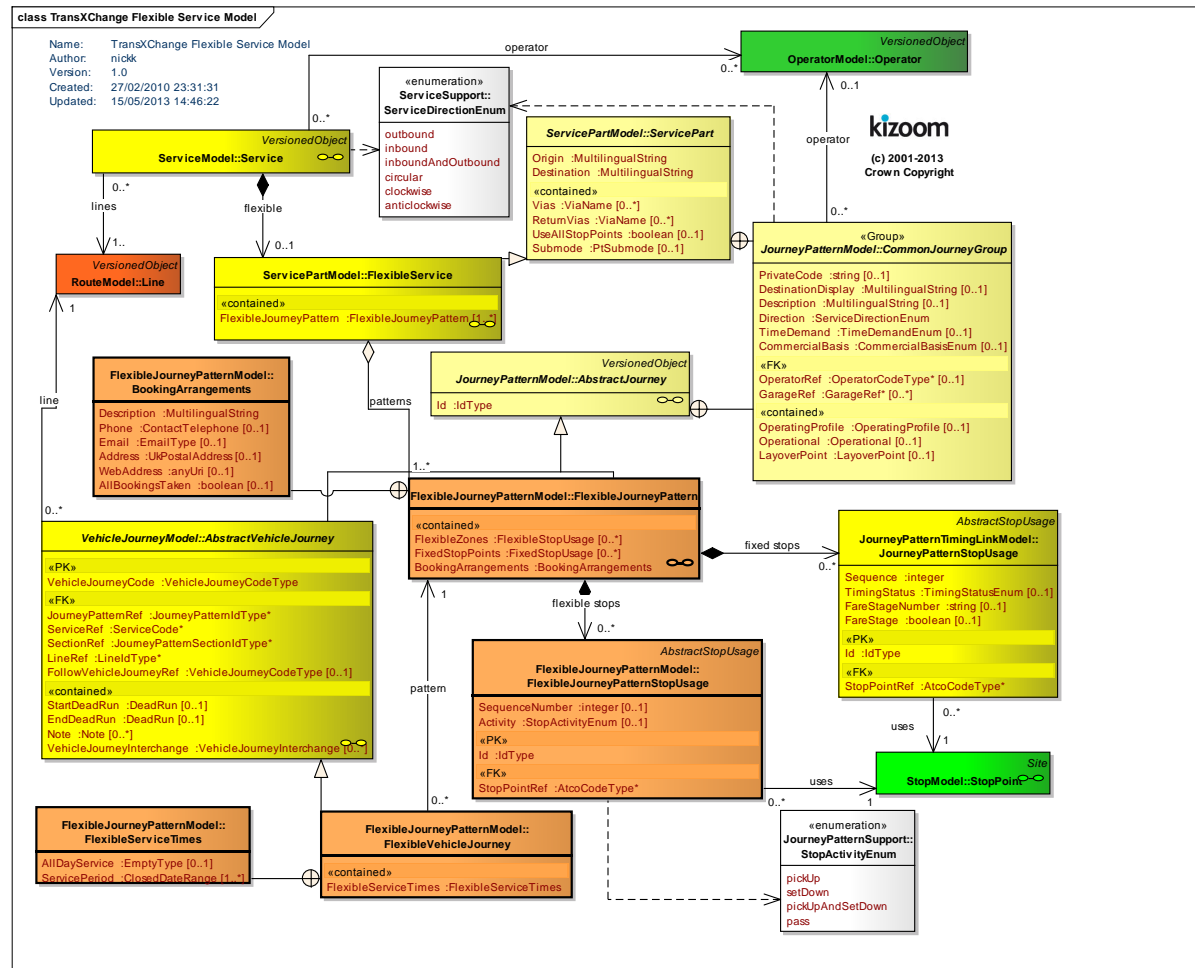 class TransXChange Flexible Service Model
Name: TransXChange Flexible Service Model
Author: nickk
Version: 1.0
Created: 27/02/2010 23:31:31
Updated: 15/05/2013 14:46:22
operator
0..*
0..*
VersionedObject
OperatorModel::Operator
0..1
operator
0..*
kizoom
(c) 2001-2013
Crown Copyright
«enumeration»
ServiceSupport::
ServiceDirectionEnum
outbound
inbound
inboundAndOutbound
circular
clockwise
anticlockwise
VersionedObject
ServiceModel::Service
0..*
lines
1..
flexible
0..1
ServicePartModel::ServicePart
Origin :MultilingualString
Destination :MultilingualString
«contained»
Vias :ViaName [0..*]
ReturnVias :ViaName [0..*]
UseAllStopPoints :boolean [0..1]
Submode :PtSubmode [0..1]
VersionedObject
RouteModel::Line
1
line
0..*
ServicePartModel::FlexibleService
«contained»
FlexibleJourneyPattern :FlexibleJourneyPattern [1..*]
patterns
1..*
«Group»
JourneyPatternModel::CommonJourneyGroup
PrivateCode :string [0..1]
DestinationDisplay :MultilingualString [0..1]
Description :MultilingualString [0..1]
Direction :ServiceDirectionEnum
TimeDemand :TimeDemandEnum [0..1]
CommercialBasis :CommercialBasisEnum [0..1]
«FK»
OperatorRef :OperatorCodeType* [0..1]
GarageRef :GarageRef* [0..*]
«contained»
OperatingProfile :OperatingProfile [0..1]
Operational :Operational [0..1]
LayoverPoint :LayoverPoint [0..1]
VersionedObject
JourneyPatternModel::AbstractJourney
Id :IdType
FlexibleJourneyPatternModel::
BookingArrangements
Description :MultilingualString
Phone :ContactTelephone [0..1]
Email :EmailType [0..1]
Address :UkPostalAddress [0..1]
WebAddress :anyUri [0..1]
AllBookingsTaken :boolean [0..1]
FlexibleJourneyPatternModel::FlexibleJourneyPattern
«contained»
FlexibleZones :FlexibleStopUsage [0..*]
FixedStopPoints :FixedStopUsage [0..*]
BookingArrangements :BookingArrangements
fixed stops
0..*
flexible stops
0..*
1
pattern
0..*
AbstractStopUsage
JourneyPatternTimingLinkModel::
JourneyPatternStopUsage
Sequence :integer
TimingStatus :TimingStatusEnum [0..1]
FareStageNumber :string [0..1]
FareStage :boolean [0..1]
«PK»
Id :IdType
«FK»
StopPointRef :AtcoCodeType*
0..*
uses
1
VehicleJourneyModel::AbstractVehicleJourney
«PK»
VehicleJourneyCode :VehicleJourneyCodeType
«FK»
JourneyPatternRef :JourneyPatternIdType*
ServiceRef :ServiceCode*
SectionRef :JourneyPatternSectionIdType*
LineRef :LineIdType*
FollowVehicleJourneyRef :VehicleJourneyCodeType [0..1]
«contained»
StartDeadRun :DeadRun [0..1]
EndDeadRun :DeadRun [0..1]
Note :Note [0..*]
VehicleJourneyInterchange :VehicleJourneyInterchange [0..*]
AbstractStopUsage
FlexibleJourneyPatternModel::
FlexibleJourneyPatternStopUsage
SequenceNumber :integer [0..1]
Activity :StopActivityEnum [0..1]
«PK»
Id :IdType
«FK»
StopPointRef :AtcoCodeType*
uses
0..*
1
Site
StopModel::StopPoint
FlexibleJourneyPatternModel::
FlexibleServiceTimes
AllDayService :EmptyType [0..1]
ServicePeriod :ClosedDateRange [1..*]
FlexibleJourneyPatternModel::
FlexibleVehicleJourney
«contained»
FlexibleServiceTimes :FlexibleServiceTimes
«enumeration»
JourneyPatternSupport::
StopActivityEnum
pickUp
setDown
pickUpAndSetDown
pass